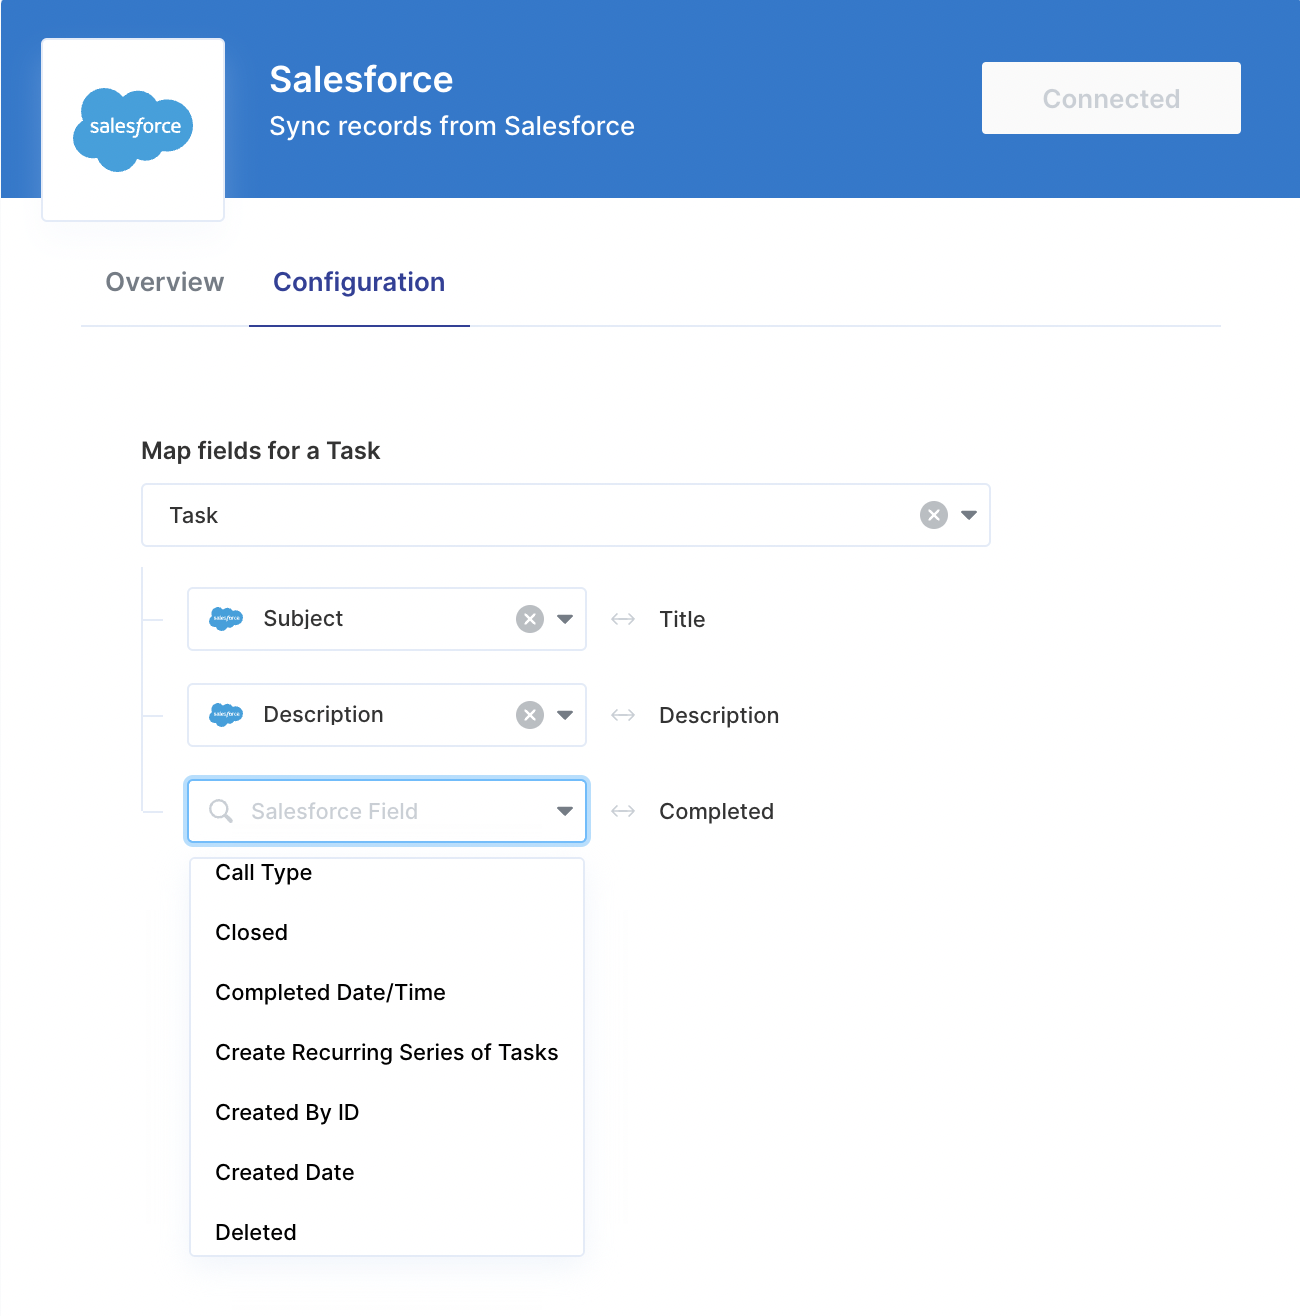 salesforce
Salesforce
Sync records from Salesforce
Connected
Overview
Configuration
Map fields for a Task
Task
salesforce
Subject
Title
salesforce
Description
Description
Salesforce Field
Completed
Call Type
Closed
Completed Date/Time
Create Recurring Series of Tasks
Created By ID
Created Date
Deleted